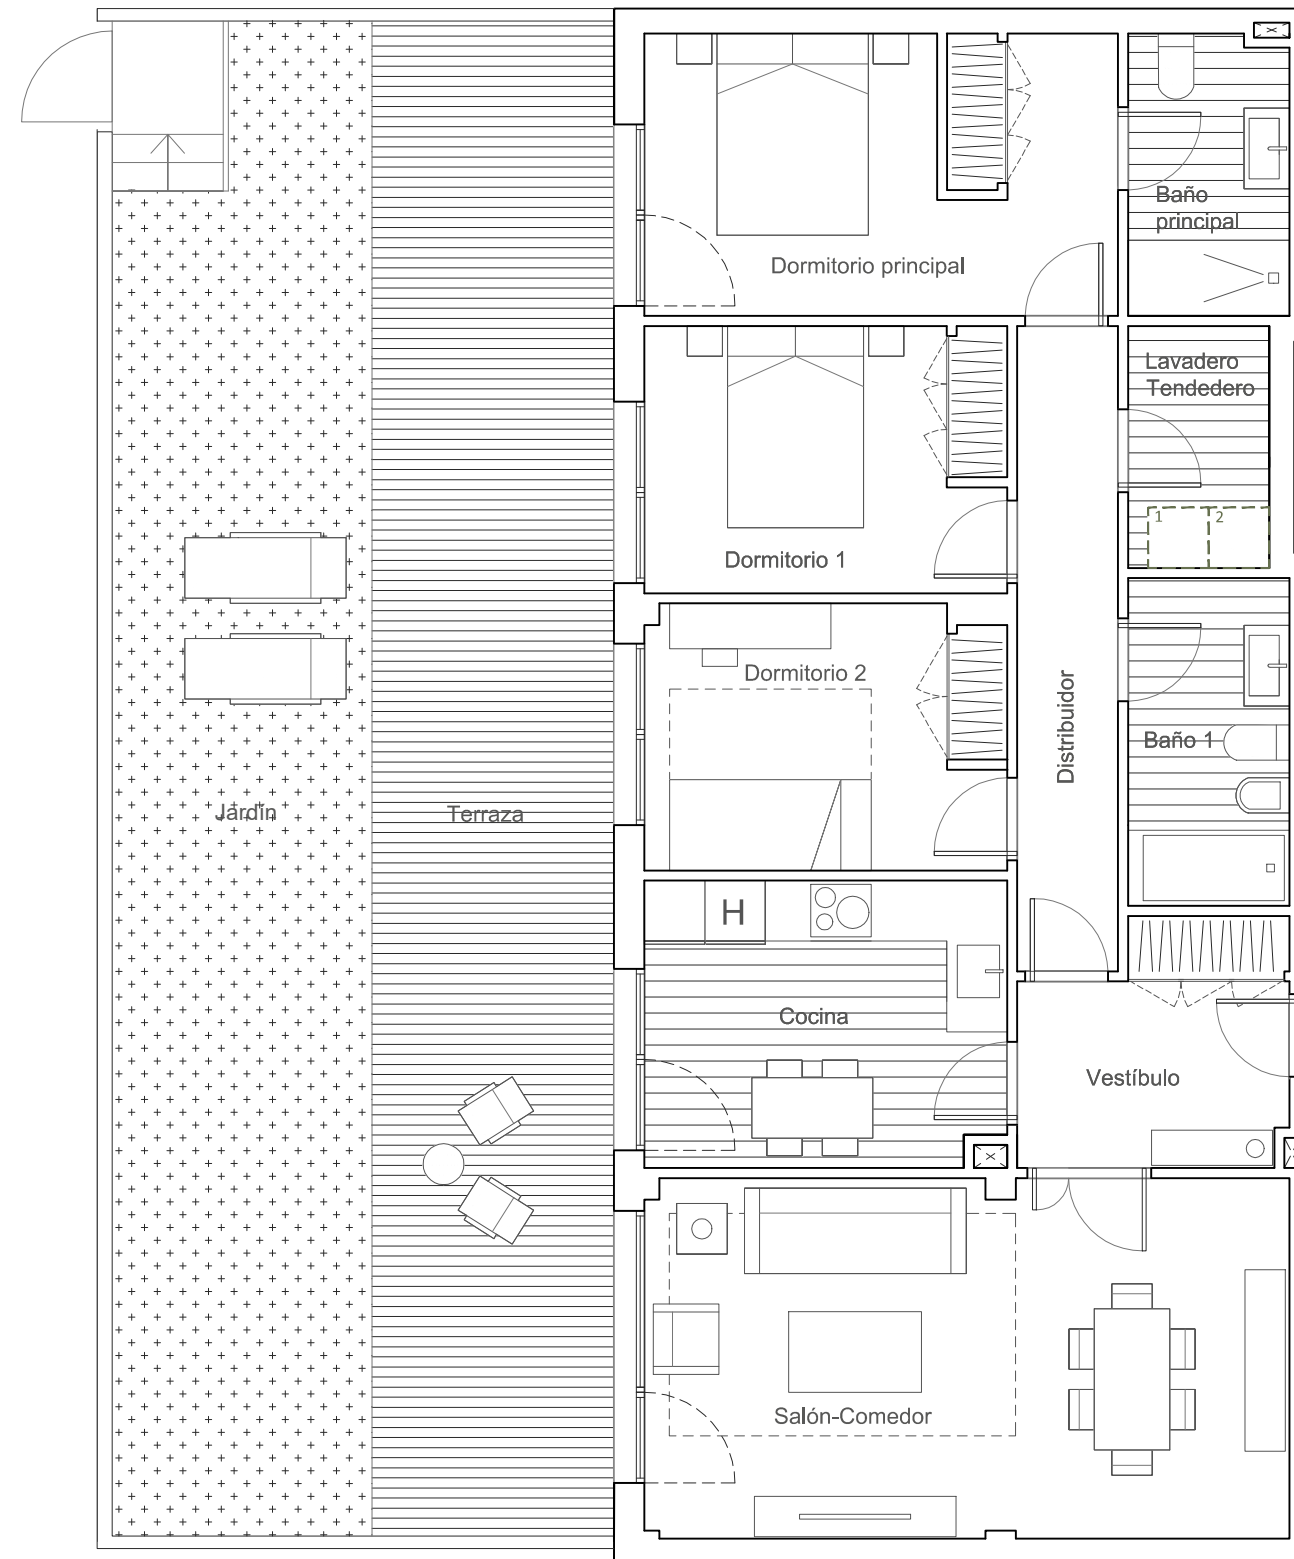 Baño
principal
Dormitorio principal
Lavadero
Tendedero
1
2
Dormitorio 1
Dormitorio 2
Distribuidor
Baño 1
Jardín
Terraza
H
Cocina
Vestíbulo
Salón-Comedor